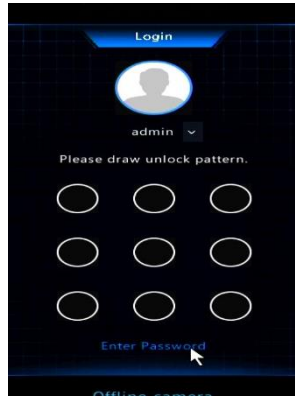 Login
admin
Please draw unlock pattern.
Enter Password
Offline camera